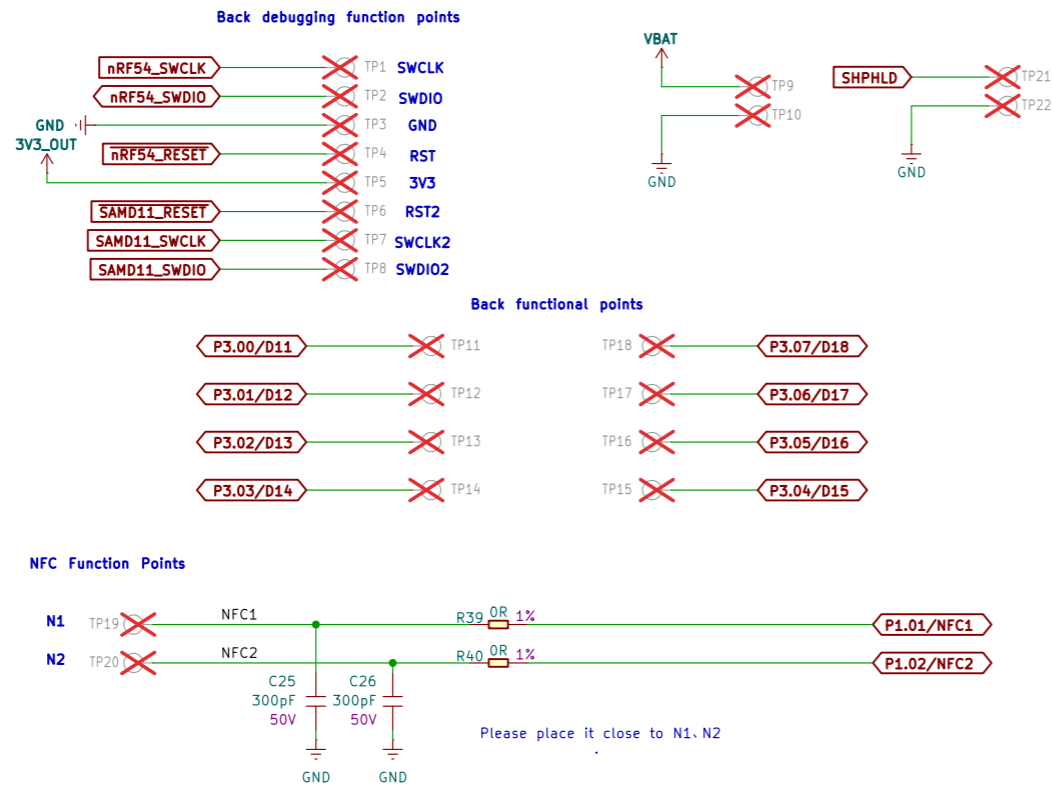 Back debugging function points
nRF54_SWCLK TP1 SWCLK
nRF54_SWDIO TP2 SWDIO
GND TP3 GND
3V3_OUT
nRF54_RESET TP4 RST
TP5 3V3
SAMD11_RESET TP6 RST2
SAMD11_SWCLK TP7 SWCLK2
SAMD11_SWDIO TP8 SWDIO2
VBAT
TP9
TP10
GND
SHPHLD TP21
TP22
GND
Back functional points
P3.00/D11 TP11 TP18 P3.07/D18
P3.01/D12 TP12 TP17 P3.06/D17
P3.02/D13 TP13 TP16 P3.05/D16
P3.03/D14 TP14 TP15 P3.04/D15
NFC Function Points
N1 TP19 NFC1 R39 0R 1% P1.01/NFC1
N2 TP20 NFC2 R40 0R 1% P1.02/NFC2
C25 C26
300pF 300pF
50V 50V
Please place it close to N1、N2
.
GND GND